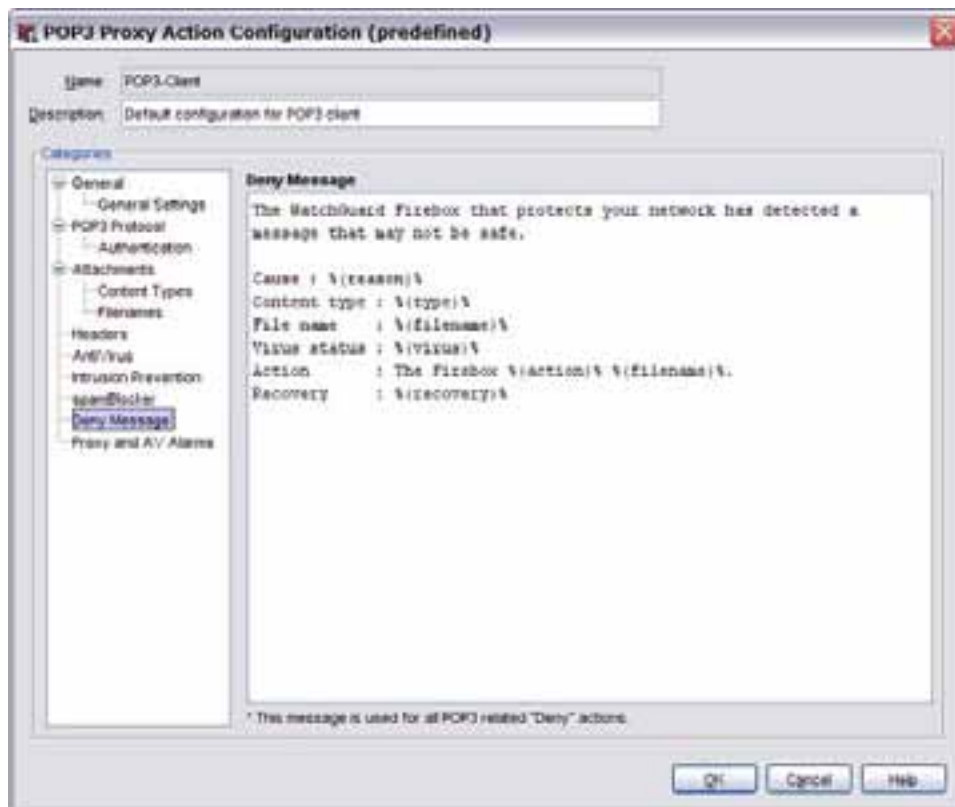 POP3 Proxy Action Configuration (predefined)
Name POP3-Client
Description Default configuration for POP3 client
Categories
General
General Settings
POP3 Protocol
Authentication
Attachments
Content Types
Filenames
Headers
AntiVirus
Intrusion Prevention
spamBlocker
Deny Message
Proxy and AV Alarms
Deny Message
The WatchGuard Firebox that protects your network has detected a
message that may not be safe.
Cause : %(reason)%
Content type : %(type)%
File name : %(filename)%
Virus status : %(virus)%
Action : The Firebox %(action)% %(filename)%.
Recovery : %(recovery)%
* This message is used for all POP3 related "Deny" actions.
OK Cancel Help